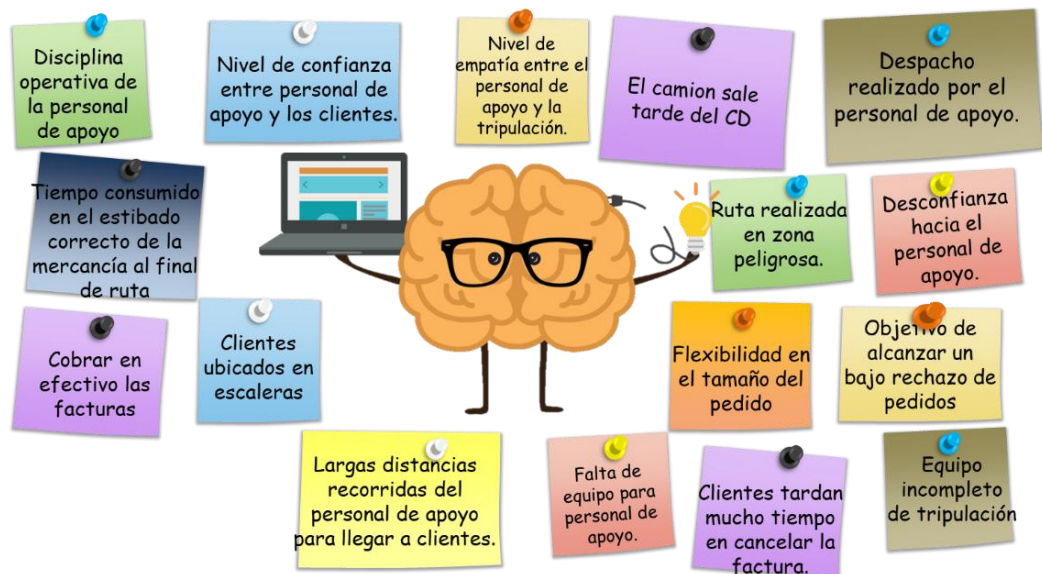 Disciplina
operativa de
la personal
de apoyo
Nivel de confianza
entre personal de
apoyo y los clientes.
Nivel de
empatía entre el
personal de
apoyo y la
tripulación.
El camion sale
tarde del CD
Despacho
realizado por el
personal de apoyo.
Tiempo consumido
en el estibado
correcto de la
mercancía al final
de ruta
Ruta realizada
en zona
peligrosa.
Desconfianza
hacia el
personal de
apoyo.
Cobrar en
efectivo las
facturas
Clientes
ubicados en
escaleras
Flexibilidad en
el tamaño del
pedido
Objetivo de
alcanzar un
bajo rechazo de
pedidos
Largas distancias
recorridas del
personal de apoyo
para llegar a clientes.
Falta de
equipo para
personal de
apoyo.
Clientes tardan
mucho tiempo
en cancelar la
factura.
Equipo
incompleto
de tripulación